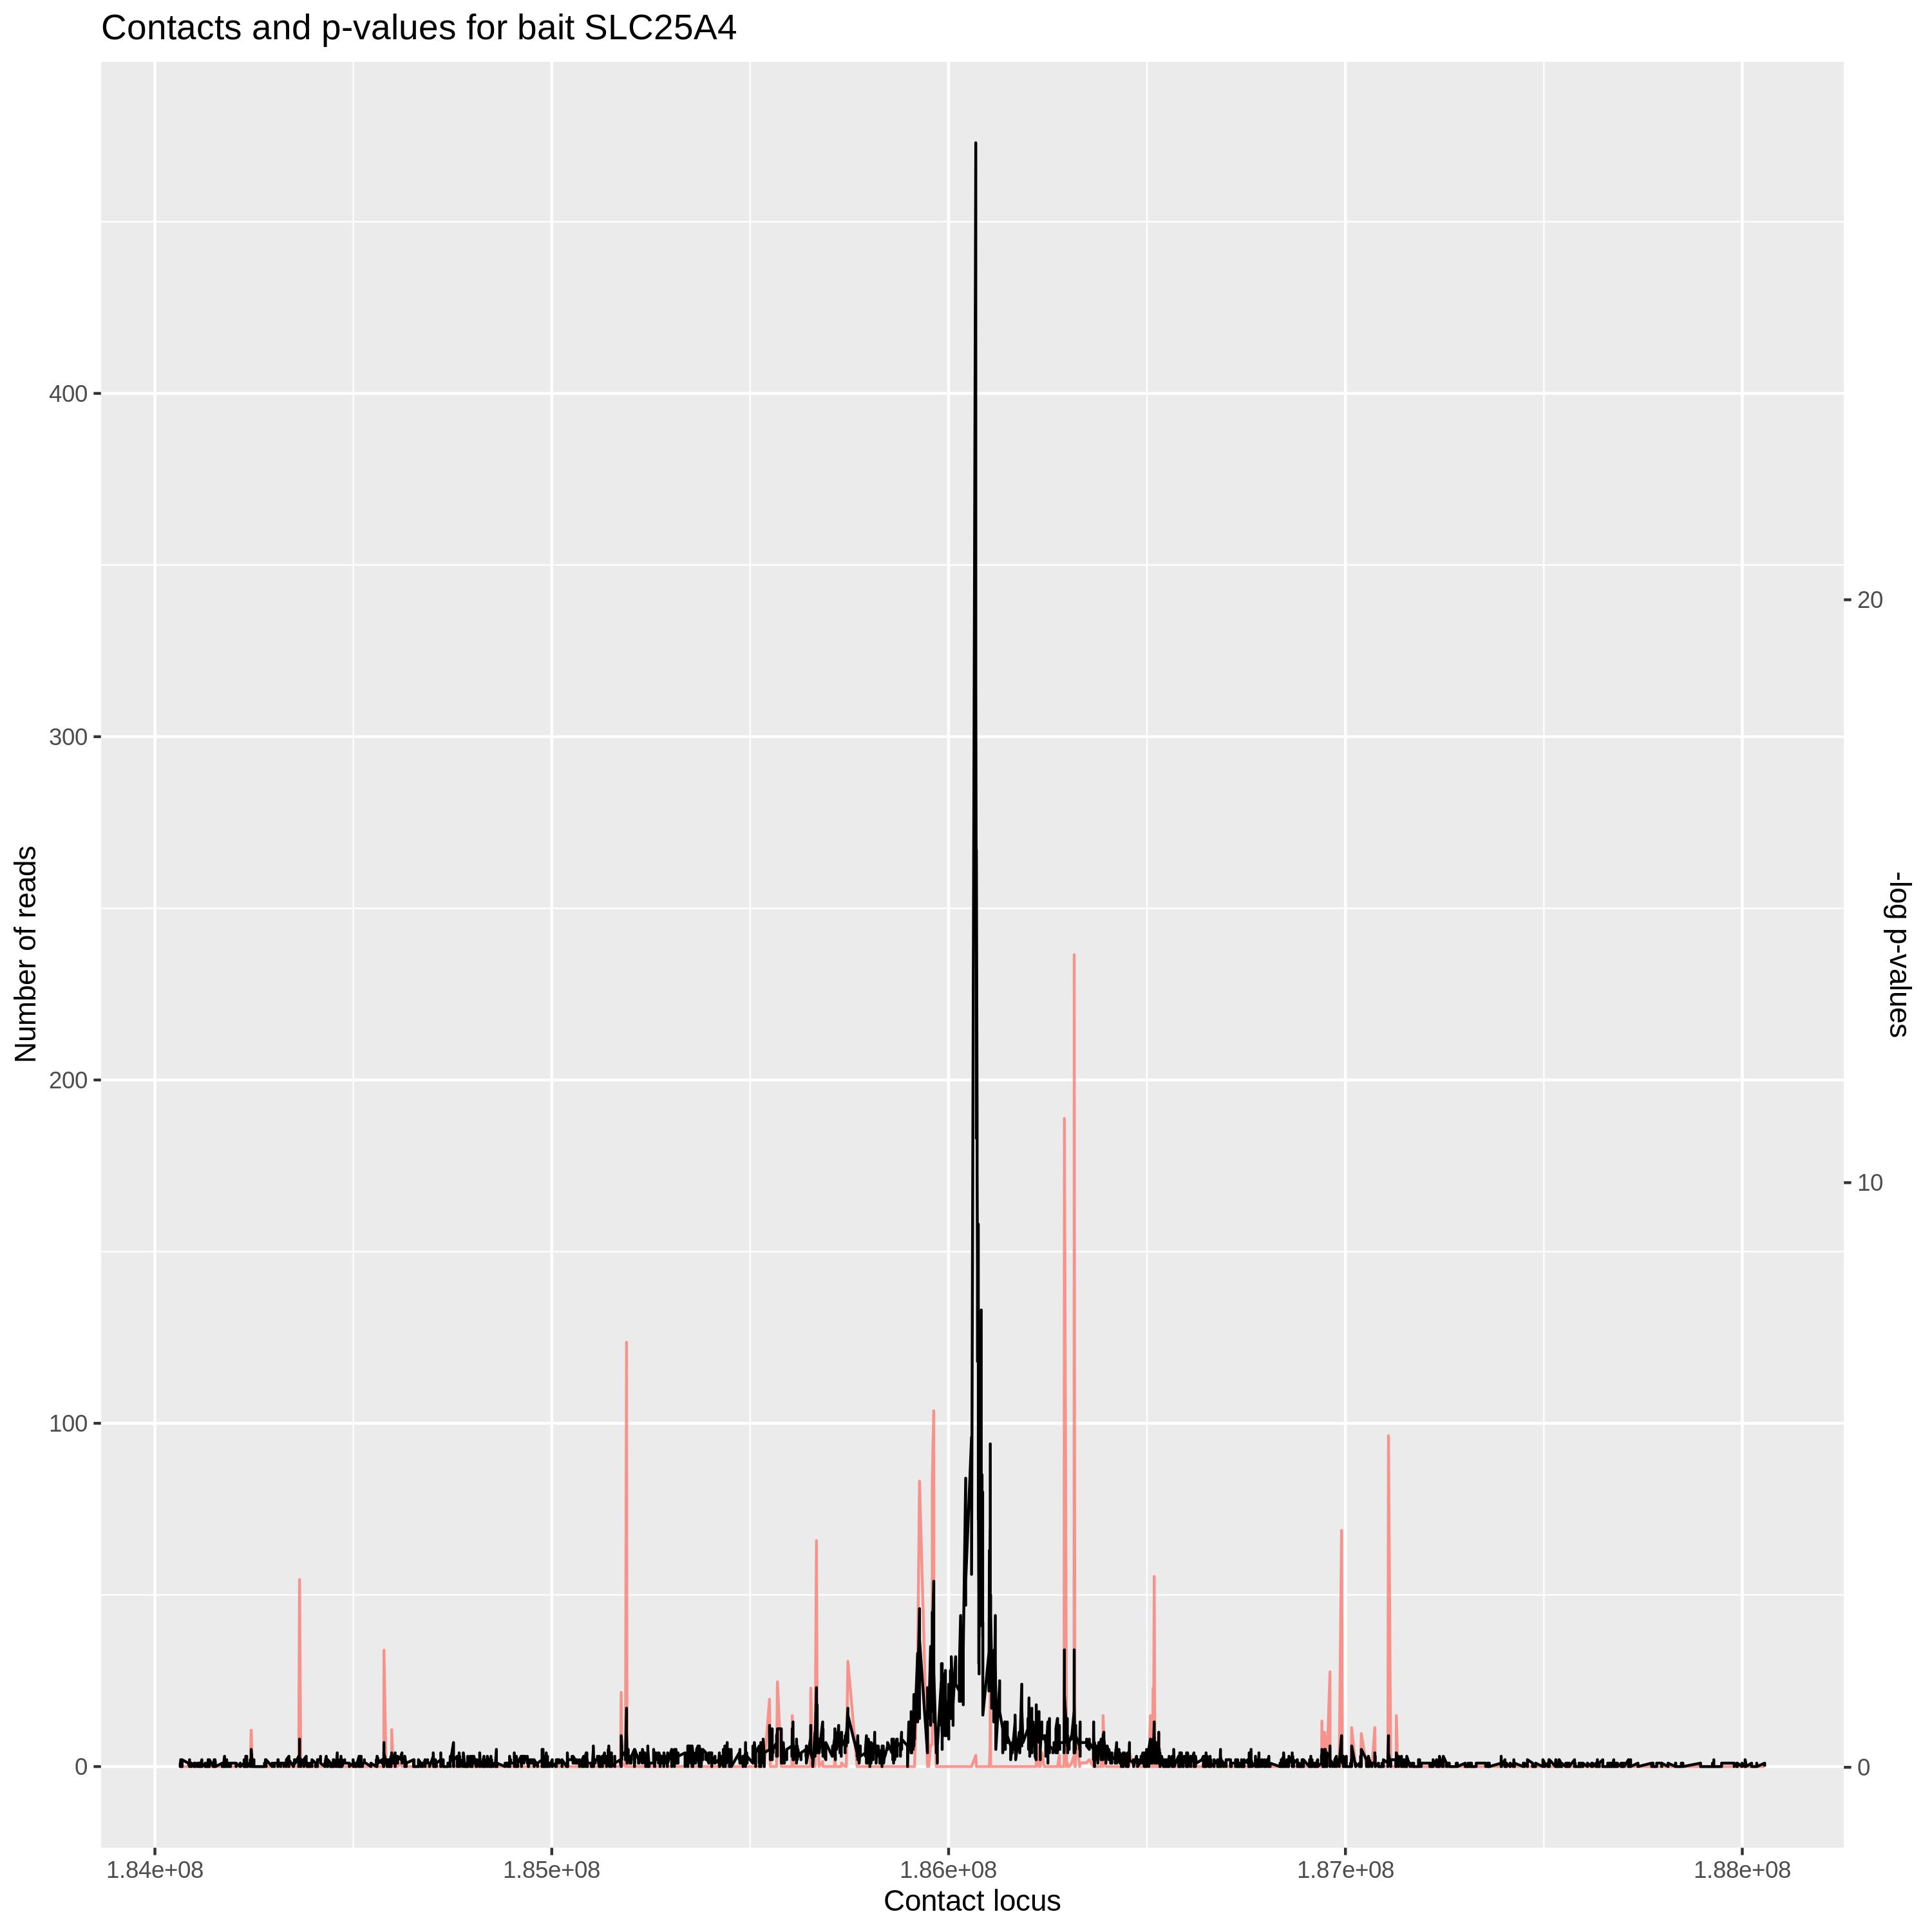 Contacts and p-values for bait SLC25A4
400
300
200
100
0
Number of reads
20
10
0
-log p-values
1.84e+08
1.85e+08
1.86e+08
1.87e+08
1.88e+08
Contact locus